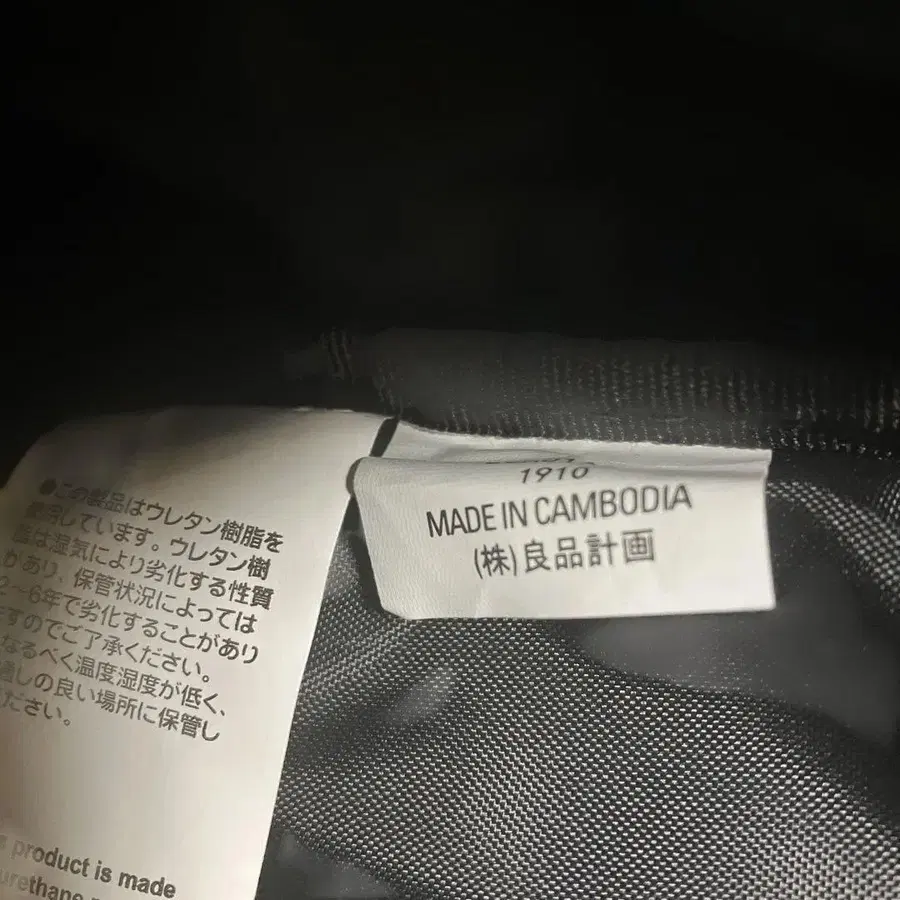 ●この製品はウレタン樹脂を
使用しています。ウレタン樹
脂は湿気により劣化する性質
があり、保管状況によっては
2〜6年で劣化することがあり
ますのでご了承ください。
なるべく温度湿度が低く、
通しの良い場所に保管し
ください。
product is made
urethane
1910
MADE IN CAMBODIA
(株)良品計画